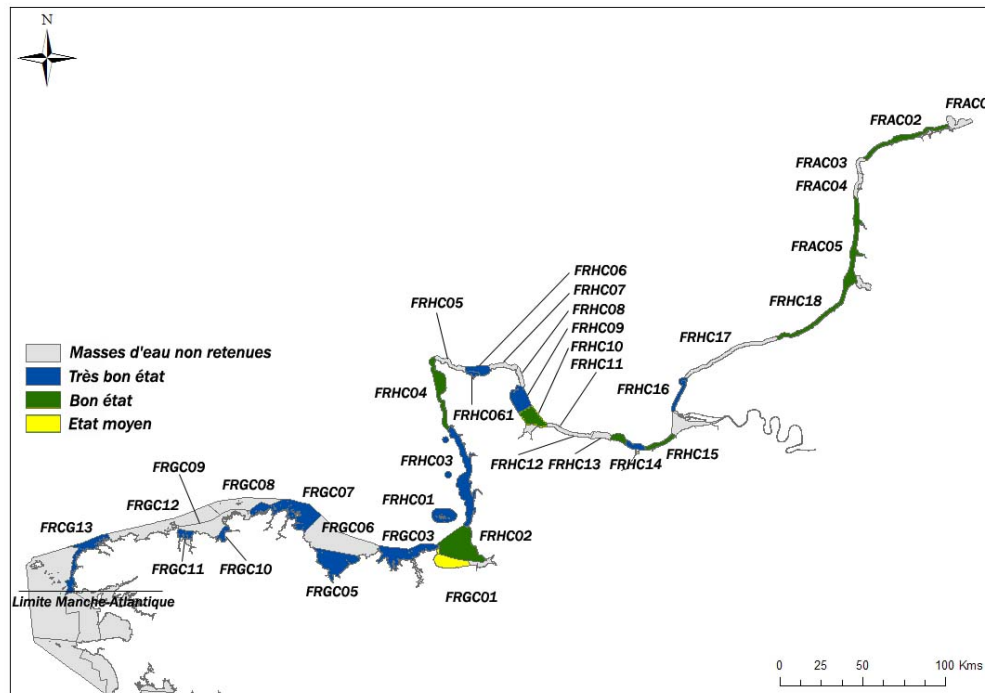 N
FRAC0
FRAC02
FRAC03
FRAC04
FRAC05
FRHC18
FRHC06
FRHC07
FRHC08
FRHC09
FRHC10
FRHC11
FRHC05
FRHC17
FRHC16
Masses d'eau non retenues
Très bon état
Bon état
Etat moyen
FRHC04
FRHC061
FRHC12
FRHC13
FRHC14
FRHC15
FRHC03
FRHC01
FRHC02
FRGC09
FRGC12
FRGC08
FRGC07
FRGC06
FRGC03
FRCG13
FRGC11
FRGC10
FRGC05
FRGC01
Limite Manche-Atlantique
0 25 50 100 Kms